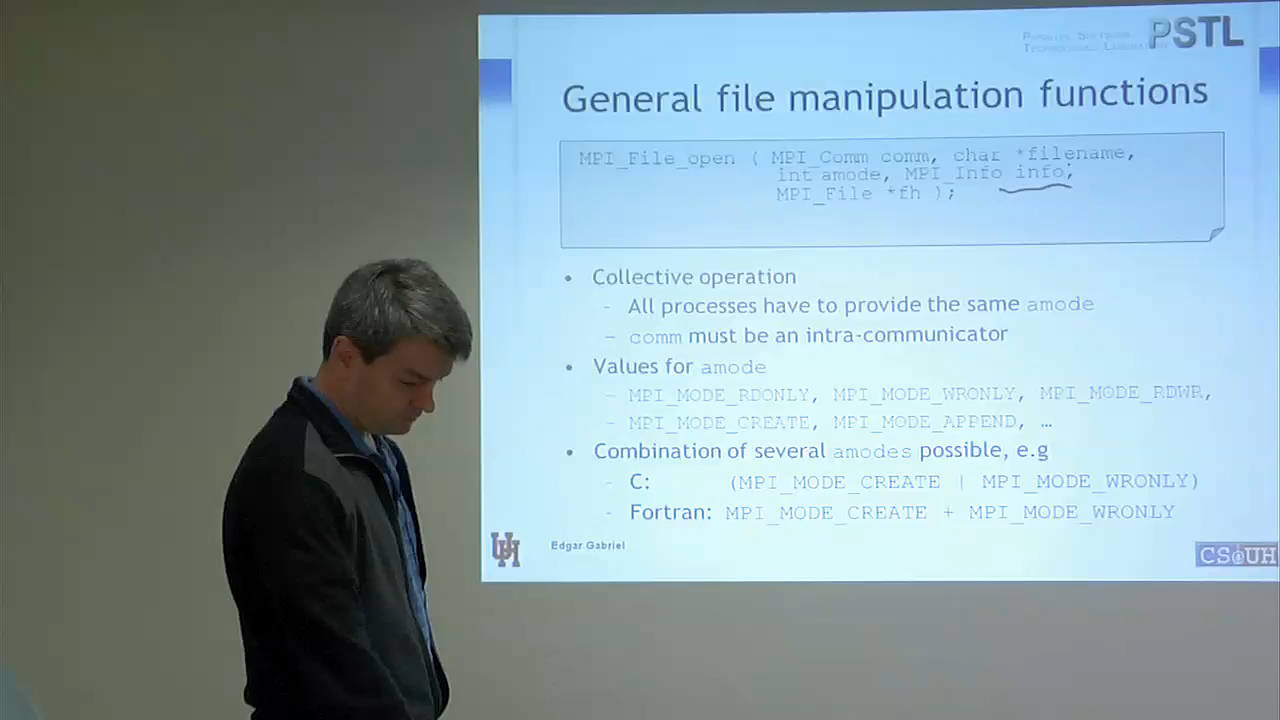 PSTL
General file manipulation functions
MPI_File_open ( MPI_Comm comm, char *filename,
int amode, MPI_Info info,
MPI_File *fh );
• Collective operation
– All processes have to provide the same amode
– comm must be an intra-communicator
• Values for amode
– MPI_MODE_RDONLY, MPI_MODE_WRONLY, MPI_MODE_RDWR,
– MPI_MODE_CREATE, MPI_MODE_APPEND, …
• Combination of several amodes possible, e.g
– C: (MPI_MODE_CREATE | MPI_MODE_WRONLY)
– Fortran: MPI_MODE_CREATE + MPI_MODE_WRONLY
UH
Edgar Gabriel
CS@UH